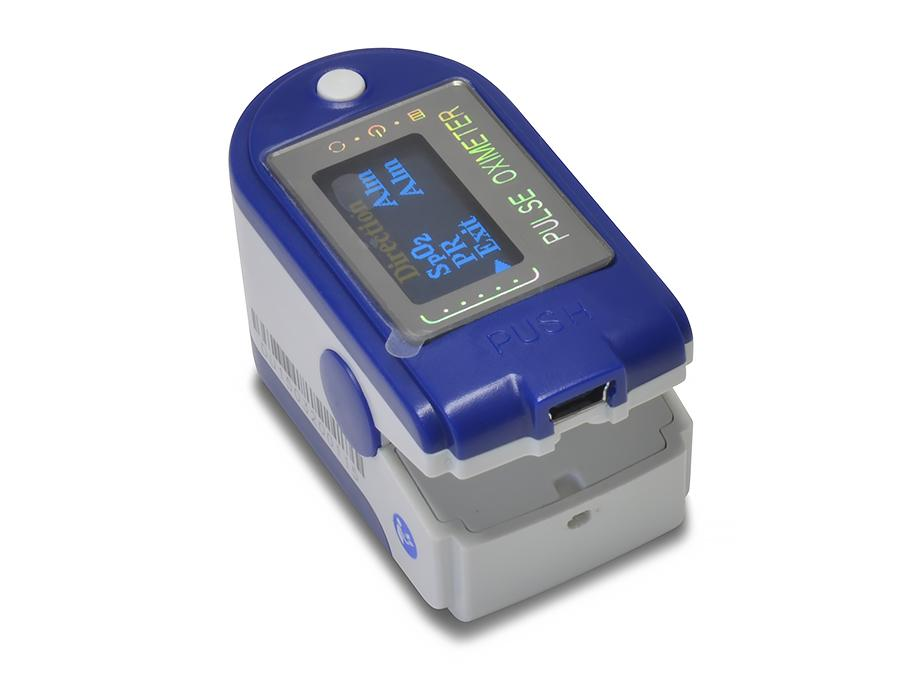 PULSE OXIMETER
Direction
SpO₂ Alm
PR Alm
Exit
PUSH